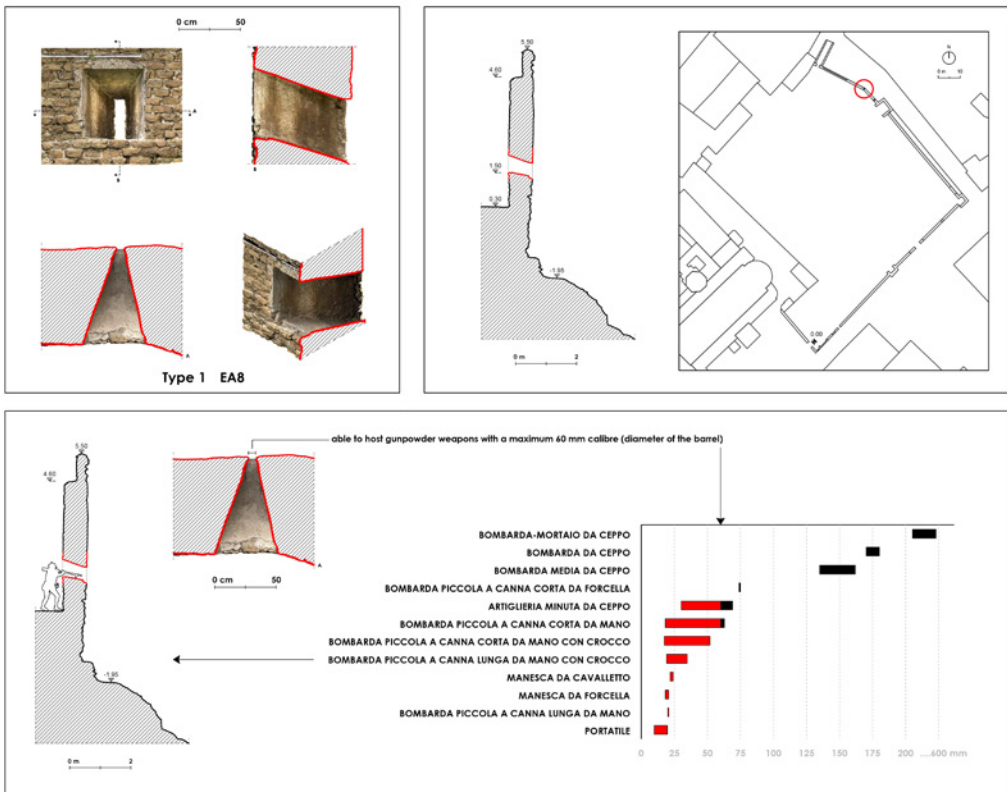 0 cm 50
A
B
Type 1 EA8
5.50
4.60
1.50
0.30
-1.95
0 m 2
N
0 m 10
0.00
able to host gunpowder weapons with a maximum 60 mm calibre (diameter of the barrel)
5.50
4.60
-1.95
0 m 2
A
0 cm 50
BOMBARDA-MORTAIO DA CEPPO
BOMBARDA DA CEPPO
BOMBARDA MEDIA DA CEPPO
BOMBARDA PICCOLA A CANNA CORTA DA FORCELLA
ARTIGLIERIA MINUTA DA CEPPO
BOMBARDA PICCOLA A CANNA CORTA DA MANO
BOMBARDA PICCOLA A CANNA CORTA DA MANO CON CROCCO
BOMBARDA PICCOLA A CANNA LUNGA DA MANO CON CROCCO
MANESCA DA CAVALLETTO
MANESCA DA FORCELLA
BOMBARDA PICCOLA A CANNA LUNGA DA MANO
PORTATILE
0 25 50 75 100 125 150 175 200 ....600 mm